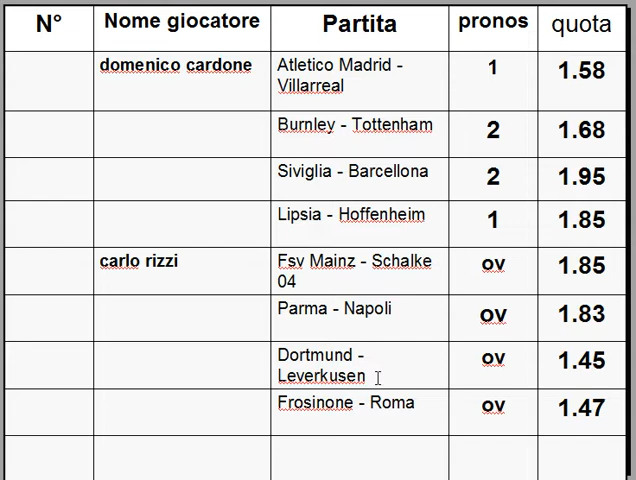 N° Nome giocatore Partita pronos quota
domenico cardone Atletico Madrid - 1 1.58
Villarreal
Burnley - Tottenham 2 1.68
Siviglia - Barcellona 2 1.95
Lipsia - Hoffenheim 1 1.85
carlo rizzi Fsv Mainz - Schalke ov 1.85
04
Parma - Napoli ov 1.83
Dortmund - ov 1.45
Leverkusen
Frosinone - Roma ov 1.47